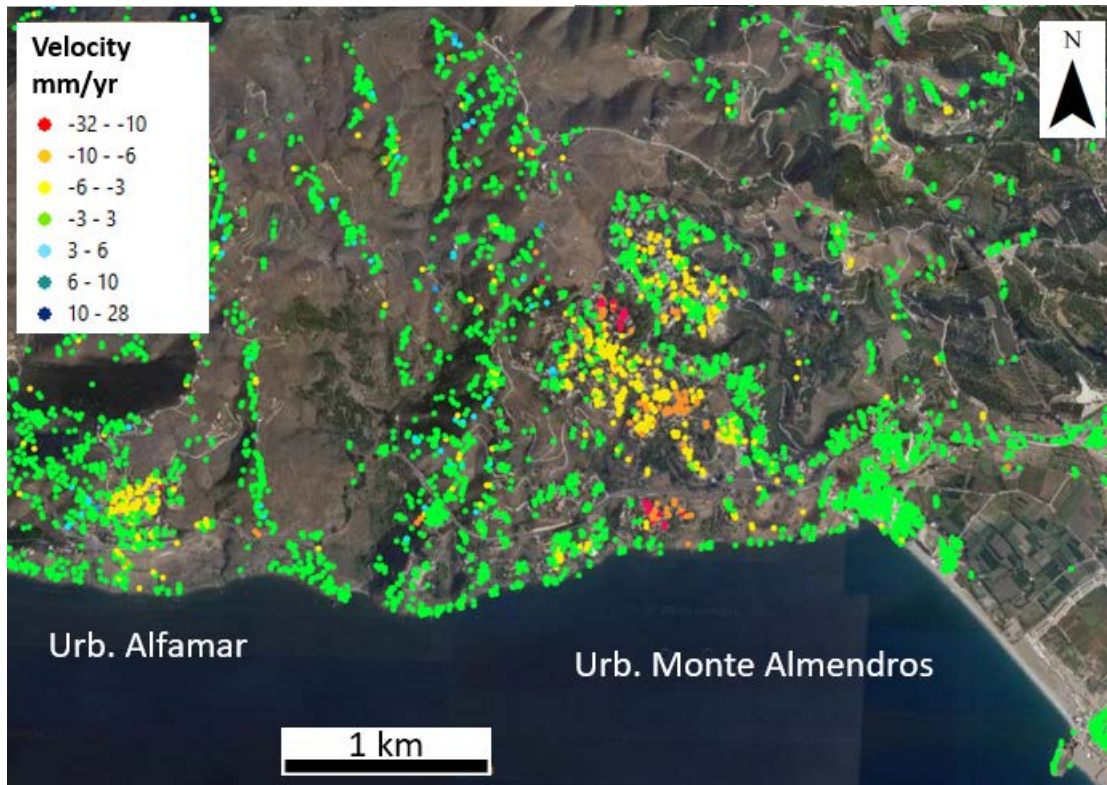 Velocity
mm/yr
-32 - -10
-10 - -6
-6 - -3
-3 - 3
3 - 6
6 - 10
10 - 28
N
Urb. Alfamar
Urb. Monte Almendros
1 km